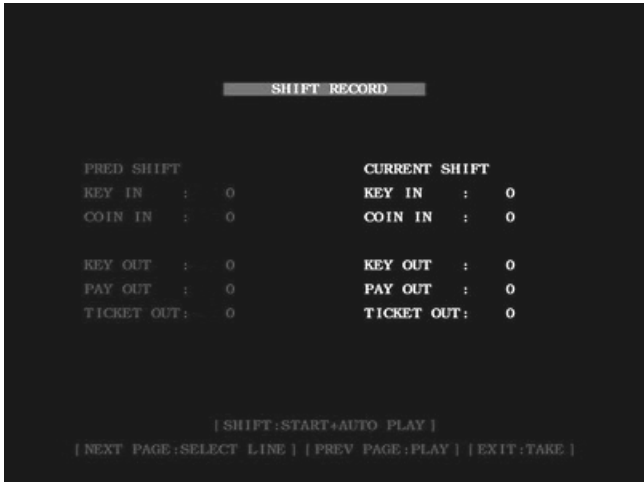 SHIFT RECORD
PRED SHIFT
KEY IN : 0
COIN IN : 0
KEY OUT : 0
PAY OUT : 0
TICKET OUT: 0
CURRENT SHIFT
KEY IN : 0
COIN IN : 0
KEY OUT : 0
PAY OUT : 0
TICKET OUT: 0
[SHIFT:START+AUTO PLAY]
[NEXT PAGE:SELECT LINE] [PREV PAGE:PLAY] [EXIT:TAKE]